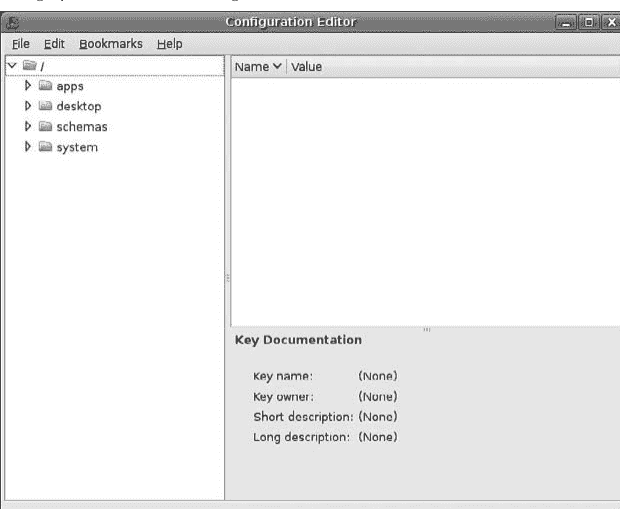 Configuration Editor
File Edit Bookmarks Help
/
apps
desktop
schemas
system
Name Value
Key Documentation
Key name: (None)
Key owner: (None)
Short description: (None)
Long description: (None)